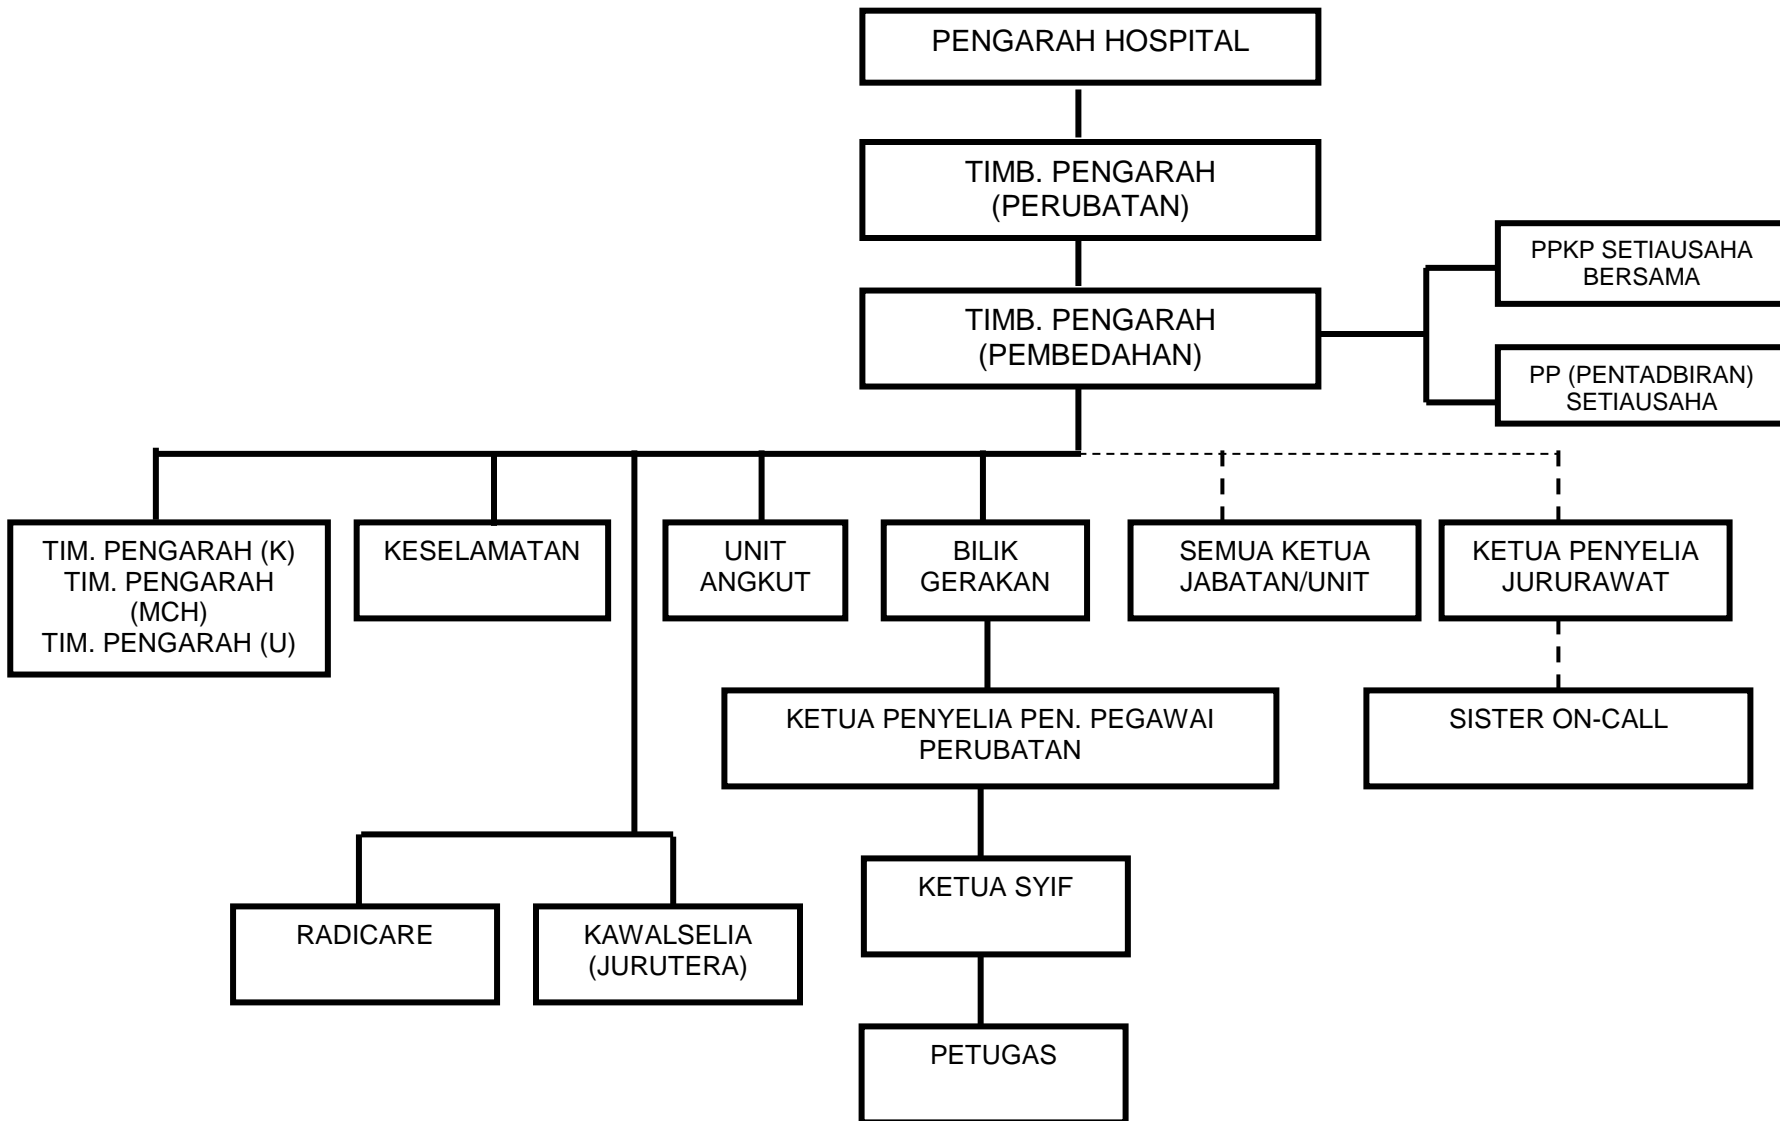 PENGARAH HOSPITAL
TIMB. PENGARAH
(PERUBATAN)
PPKP SETIAUSAHA
BERSAMA
TIMB. PENGARAH
(PEMBEDAHAN)
PP (PENTADBIRAN)
SETIAUSAHA
TIM. PENGARAH (K)
TIM. PENGARAH
(MCH)
TIM. PENGARAH (U)
KESELAMATAN
UNIT
ANGKUT
BILIK
GERAKAN
SEMUA KETUA
JABATAN/UNIT
KETUA PENYELIA
JURURAWAT
KETUA PENYELIA PEN. PEGAWAI
PERUBATAN
SISTER ON-CALL
KETUA SYIF
RADICARE
KAWALSELIA
(JURUTERA)
PETUGAS